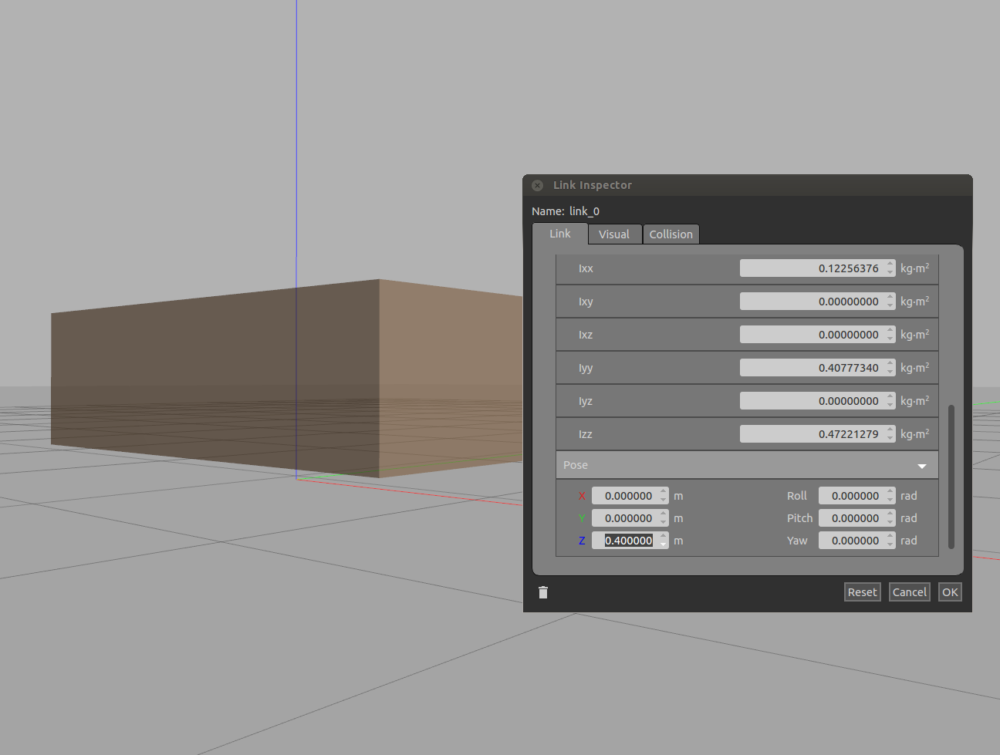 Link Inspector
Name: link_0
Link Visual Collision
Ixx 0.12256376 kg·m²
Ixy 0.00000000 kg·m²
Ixz 0.00000000 kg·m²
Iyy 0.40777340 kg·m²
Iyz 0.00000000 kg·m²
Izz 0.47221279 kg·m²
Pose
X 0.000000 m Roll 0.000000 rad
Y 0.000000 m Pitch 0.000000 rad
Z 0.400000 m Yaw 0.000000 rad
Reset Cancel OK